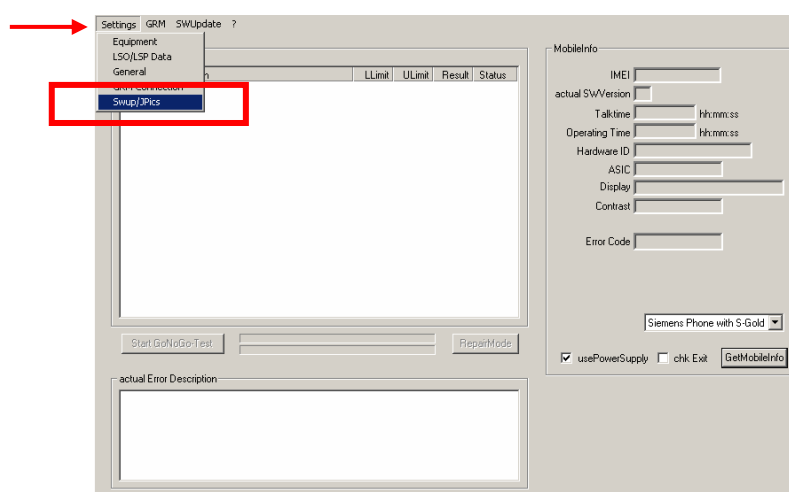 Settings GRM SWUpdate ?
Equipment
LSO/LSP Data
General
GRM Connection
Swup/JPics
LLimit ULimit Result Status
MobileInfo
IMEI
actual SWVersion
Talktime hh:mm:ss
Operating Time hh:mm:ss
Hardware ID
ASIC
Display
Contrast
Error Code
Siemens Phone with S-Gold
usePowerSupply chk Exit GetMobileInfo
Start GoNoGo-Test RepairMode
actual Error Description